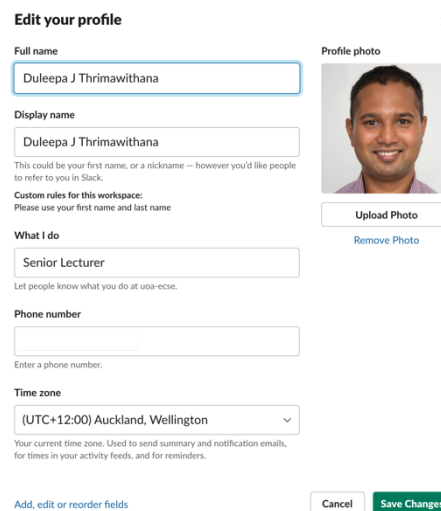 Edit your profile
Full name
Profile photo
Duleepa J Thrimawithana
Display name
Duleepa J Thrimawithana
This could be your first name, or a nickname — however you'd like people
to refer to you in Slack.
Custom rules for this workspace:
Please use your first name and last name
Upload Photo
Remove Photo
What I do
Senior Lecturer
Let people know what you do at uoa-ecse.
Phone number
Enter a phone number.
Time zone
(UTC+12:00) Auckland, Wellington
Your current time zone. Used to send summary and notification emails,
for times in your activity feeds, and for reminders.
Add, edit or reorder fields
Cancel
Save Changes